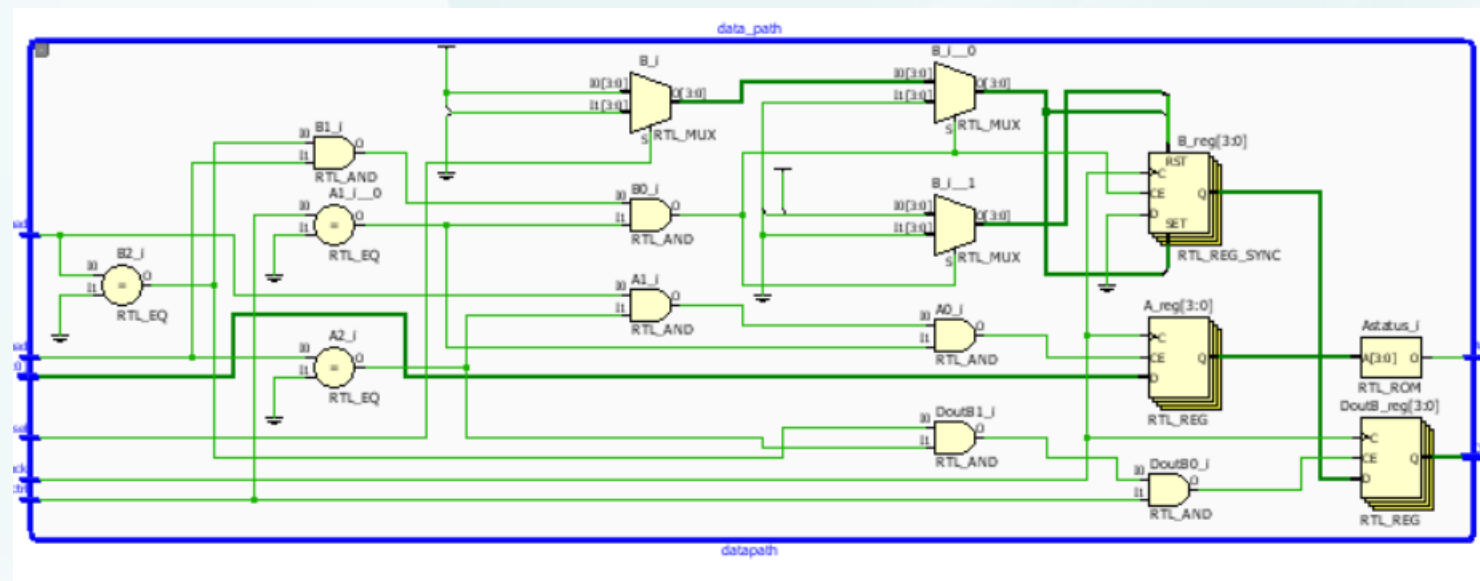 data_path
B_i
I0[3:0]
I1[3:0]
O[3:0]
S
RTL_MUX
B_i__0
I0[3:0]
I1[3:0]
O[3:0]
S
RTL_MUX
B1_i
I0
I1
O
RTL_AND
A1_i__0
I0
I1
O
=
RTL_EQ
B0_i
I0
I1
O
RTL_AND
B_i__1
I0[3:0]
I1[3:0]
O[3:0]
S
RTL_MUX
B_reg[3:0]
RST
C
CE
D
SET
Q
RTL_REG_SYNC
B2_i
I0
I1
O
=
RTL_EQ
A1_i
I0
I1
O
RTL_AND
A2_i
I0
I1
O
=
RTL_EQ
A0_i
I0
I1
O
RTL_AND
A_reg[3:0]
C
CE
D
Q
RTL_REG
Astatus_i
A[3:0]
O
RTL_ROM
DoutB1_i
I0
I1
O
RTL_AND
DoutB0_i
I0
I1
O
RTL_AND
DoutB_reg[3:0]
C
CE
D
Q
RTL_REG
datapath